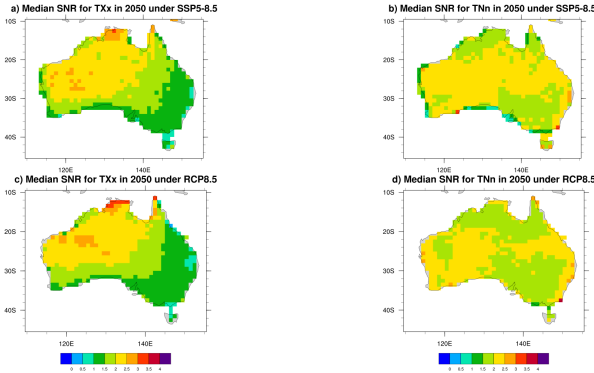 a) Median SNR for TXx in 2050 under SSP5-8.5
b) Median SNR for TNn in 2050 under SSP5-8.5
10S
20S
30S
40S
10S
20S
30S
40S
120E
140E
120E
140E
c) Median SNR for TXx in 2050 under RCP8.5
d) Median SNR for TNn in 2050 under RCP8.5
10S
20S
30S
40S
10S
20S
30S
40S
120E
140E
120E
140E
0 0.5 1 1.5 2 2.5 3 3.5 4
0 0.5 1 1.5 2 2.5 3 3.5 4